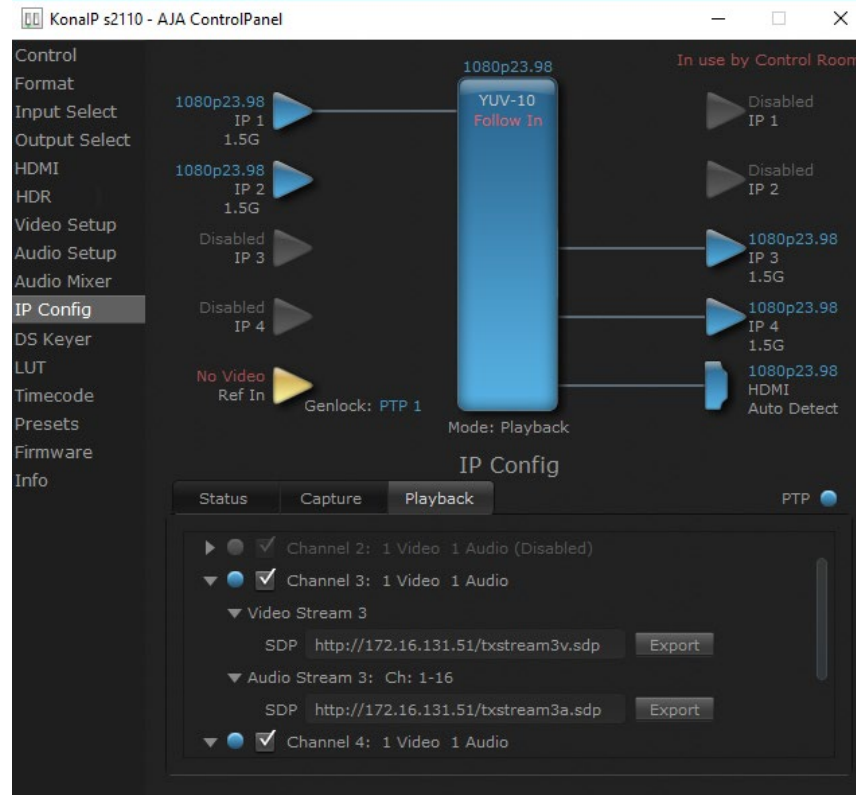 KonaIP s2110 - AJA ControlPanel
Control
Format
Input Select
Output Select
HDMI
HDR
Video Setup
Audio Setup
Audio Mixer
IP Config
DS Keyer
LUT
Timecode
Presets
Firmware
Info
1080p23.98
In use by Control Room
YUV-10
Follow In
1080p23.98
IP 1
1.5G
1080p23.98
IP 2
1.5G
Disabled
IP 3
Disabled
IP 4
No Video
Ref In
Genlock: PTP 1
Disabled
IP 1
Disabled
IP 2
1080p23.98
IP 3
1.5G
1080p23.98
IP 4
1.5G
1080p23.98
HDMI
Auto Detect
Mode: Playback
IP Config
Status Capture Playback PTP
Channel 2: 1 Video 1 Audio (Disabled)
Channel 3: 1 Video 1 Audio
Video Stream 3
SDP http://172.16.131.51/txstream3v.sdp Export
Audio Stream 3: Ch: 1-16
SDP http://172.16.131.51/txstream3a.sdp Export
Channel 4: 1 Video 1 Audio